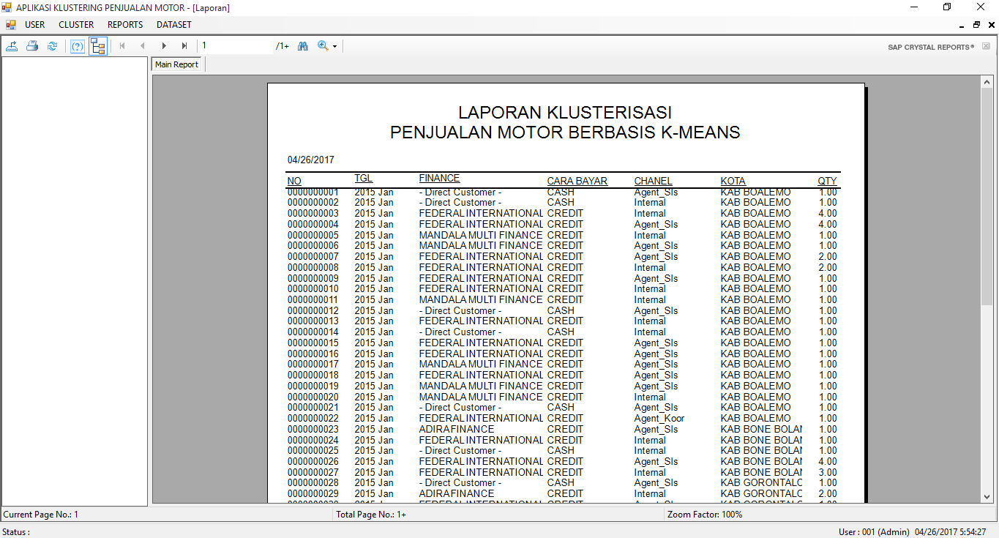 APLIKASI KLUSTERING PENJUALAN MOTOR - [Laporan]
USER CLUSTER REPORTS DATASET
1 /1+ SAP CRYSTAL REPORTS®
Main Report
LAPORAN KLUSTERISASI
PENJUALAN MOTOR BERBASIS K-MEANS
04/26/2017
NO TGL FINANCE CARA BAYAR CHANEL KOTA QTY
0000000001 2015 Jan - Direct Customer - CASH Agent_Sls KAB BOALEMO 1.00
0000000002 2015 Jan - Direct Customer - CASH Internal KAB BOALEMO 1.00
0000000003 2015 Jan FEDERAL INTERNATIONAL CREDIT Internal KAB BOALEMO 4.00
0000000004 2015 Jan FEDERAL INTERNATIONAL CREDIT Agent_Sls KAB BOALEMO 4.00
0000000005 2015 Jan MANDALA MULTI FINANCE CREDIT Internal KAB BOALEMO 1.00
0000000006 2015 Jan MANDALA MULTI FINANCE CREDIT Agent_Sls KAB BOALEMO 1.00
0000000007 2015 Jan FEDERAL INTERNATIONAL CREDIT Agent_Sls KAB BOALEMO 2.00
0000000008 2015 Jan FEDERAL INTERNATIONAL CREDIT Internal KAB BOALEMO 2.00
0000000009 2015 Jan FEDERAL INTERNATIONAL CREDIT Agent_Sls KAB BOALEMO 1.00
0000000010 2015 Jan FEDERAL INTERNATIONAL CREDIT Internal KAB BOALEMO 1.00
0000000011 2015 Jan MANDALA MULTI FINANCE CREDIT Internal KAB BOALEMO 1.00
0000000012 2015 Jan - Direct Customer - CASH Agent_Sls KAB BOALEMO 1.00
0000000013 2015 Jan FEDERAL INTERNATIONAL CREDIT Internal KAB BOALEMO 1.00
0000000014 2015 Jan - Direct Customer - CASH Internal KAB BOALEMO 1.00
0000000015 2015 Jan FEDERAL INTERNATIONAL CREDIT Agent_Sls KAB BOALEMO 1.00
0000000016 2015 Jan FEDERAL INTERNATIONAL CREDIT Agent_Sls KAB BOALEMO 1.00
0000000017 2015 Jan MANDALA MULTI FINANCE CREDIT Agent_Sls KAB BOALEMO 1.00
0000000018 2015 Jan FEDERAL INTERNATIONAL CREDIT Agent_Sls KAB BOALEMO 1.00
0000000019 2015 Jan MANDALA MULTI FINANCE CREDIT Agent_Sls KAB BOALEMO 1.00
0000000020 2015 Jan MANDALA MULTI FINANCE CREDIT Internal KAB BOALEMO 1.00
0000000021 2015 Jan - Direct Customer - CASH Agent_Sls KAB BOALEMO 1.00
0000000022 2015 Jan FEDERAL INTERNATIONAL CREDIT Agent_Koor KAB BOALEMO 1.00
0000000023 2015 Jan ADIRA FINANCE CREDIT Agent_Sls KAB BONE BOLAN 1.00
0000000024 2015 Jan FEDERAL INTERNATIONAL CREDIT Internal KAB BONE BOLAN 1.00
0000000025 2015 Jan - Direct Customer - CASH Internal KAB BONE BOLAN 1.00
0000000026 2015 Jan FEDERAL INTERNATIONAL CREDIT Agent_Sls KAB BONE BOLAN 4.00
0000000027 2015 Jan FEDERAL INTERNATIONAL CREDIT Internal KAB BONE BOLAN 3.00
0000000028 2015 Jan - Direct Customer - CASH Agent_Sls KAB GORONTALO 1.00
0000000029 2015 Jan ADIRA FINANCE CREDIT Internal KAB GORONTALO 2.00
Current Page No.: 1 Total Page No.: 1+ Zoom Factor: 100%
Status : User : 001 (Admin) 04/26/2017 5:54:27